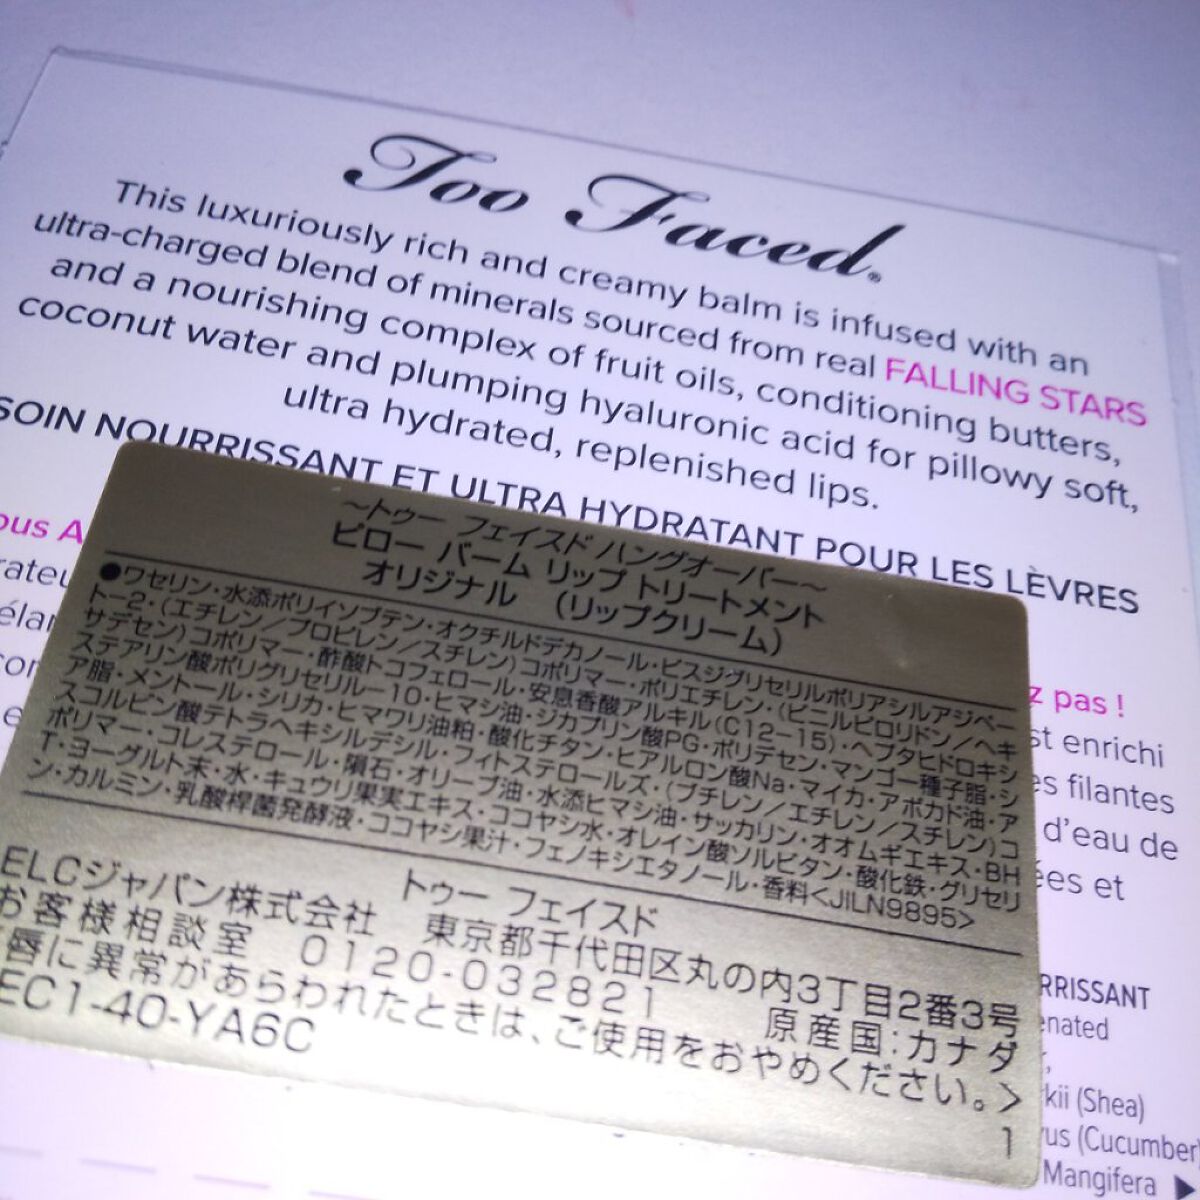 Too Faced®
This luxuriously rich and creamy balm is infused with an
ultra-charged blend of minerals sourced from real FALLING STARS
and a nourishing complex of fruit oils, conditioning butters,
coconut water and plumping hyaluronic acid for pillowy soft,
ultra hydrated, replenished lips.
SOIN NOURRISSANT ET ULTRA HYDRATANT POUR LES LÈVRES
ous A
z pas !
rateu
st enrichi
élan
es filantes
con
d'eau de
e
ées et
~トゥー フェイスド ハングオーバー~
ピロー バーム リップ トリートメント
オリジナル (リップクリーム)
●ワセリン・水添ポリイソブテン・オクチルドデカノール・ビスジグリセリルポリアシルアジペー
ト-2・(エチレン/プロピレン/スチレン)コポリマー・ポリエチレン・(ビニルピロリドン/ヘキ
サデセン)コポリマー・酢酸トコフェロール・安息香酸アルキル(C12-15)・ヘプタヒドロキシ
ステアリン酸ポリグリセリル-10・ヒマシ油・ジカプリン酸PG・ポリデセン・マンゴー種子脂・シ
ア脂・メントール・シリカ・ヒマワリ油粕・酸化チタン・ヒアルロン酸Na・マイカ・アボカド油・ア
スコルビン酸テトラヘキシルデシル・フィトステロールズ・(ブチレン/エチレン/スチレン)コ
ポリマー・コレステロール・隕石・オリーブ油・水添ヒマシ油・サッカリン・オオムギエキス・BH
T・ヨーグルト末・水・キュウリ果実エキス・ココヤシ水・オレイン酸ソルビタン・酸化鉄・グリセリ
ン・カルミン・乳酸桿菌発酵液・ココヤシ果汁・フェノキシエタノール・香料<JILN9895>
トゥー フェイスド
ELCジャパン株式会社 東京都千代田区丸の内3丁目2番3号
お客様相談室 0120-032821 原産国:カナダ
唇に異常があらわれたときは、ご使用をおやめください。>
EC1-40-YA6C
1
RRISSANT
enated
kii (Shea)
rus (Cucumber)
Mangifera ▶